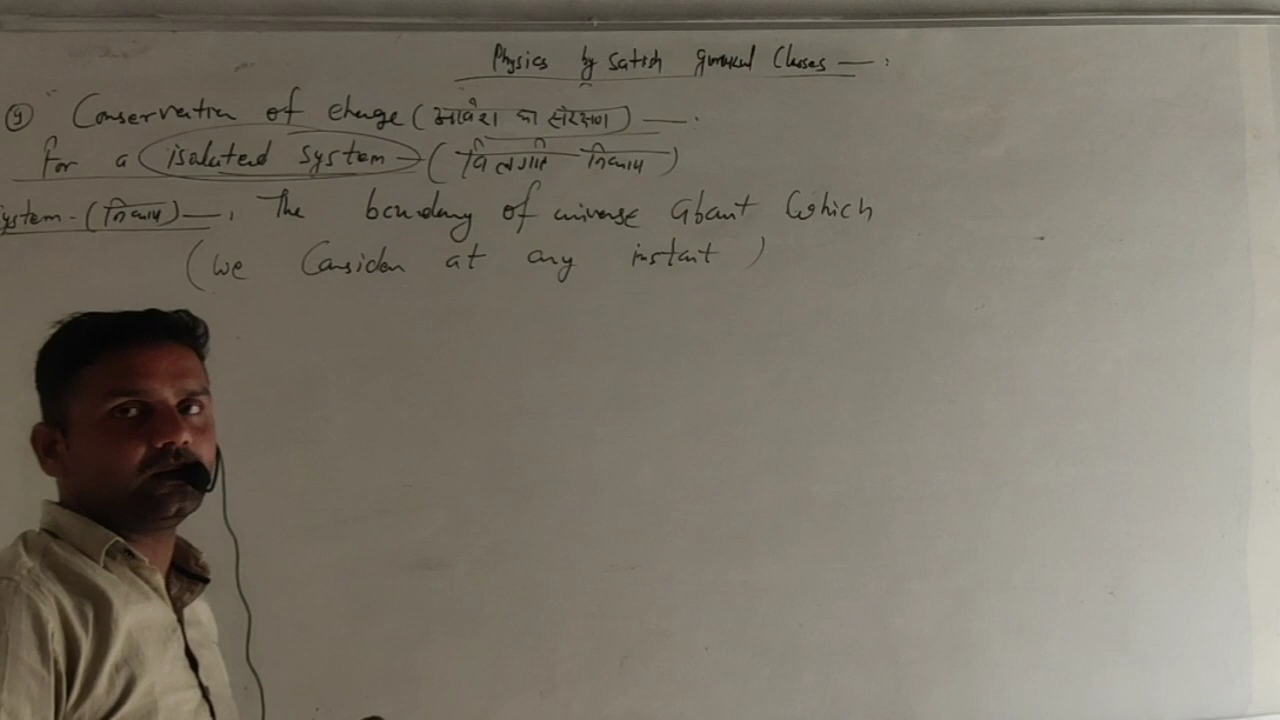 Physics by Satish Gurukul Classes —:
9 Conservation of charge (आवेश का संरक्षण) —.
For a isolated system → (विलगित निकाय)
ystem - (निकाय) —, The boundary of universe about which
(we Consider at any instant)